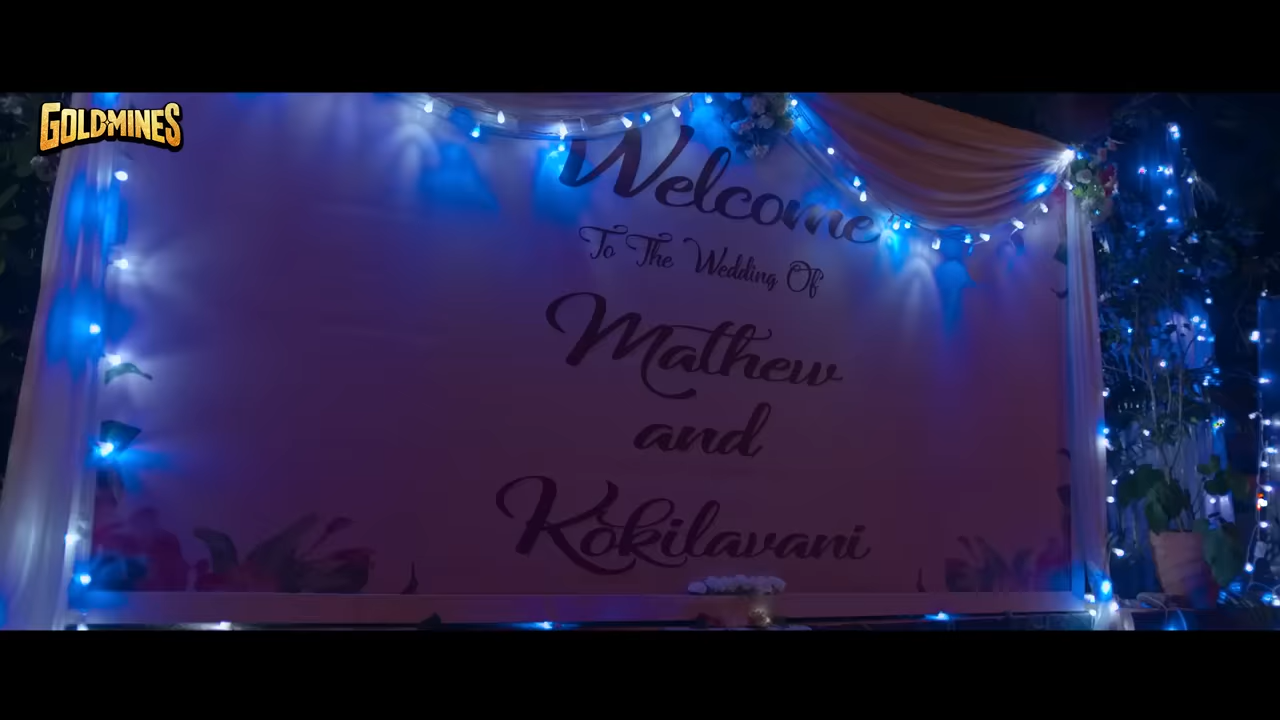 GOLDMINES
Welcome
To The Wedding Of
Mathew
and
Kokilavani